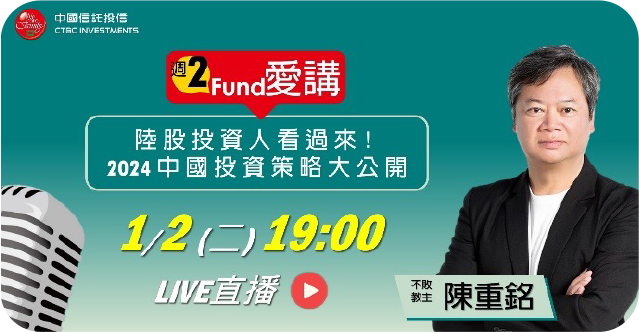 中國信託投信
CTBC INVESTMENTS
週2Fund愛講
陸股投資人看過來!
2024中國投資策略大公開
1/2(二)19:00
LIVE直播
不敗
教主
陳重銘